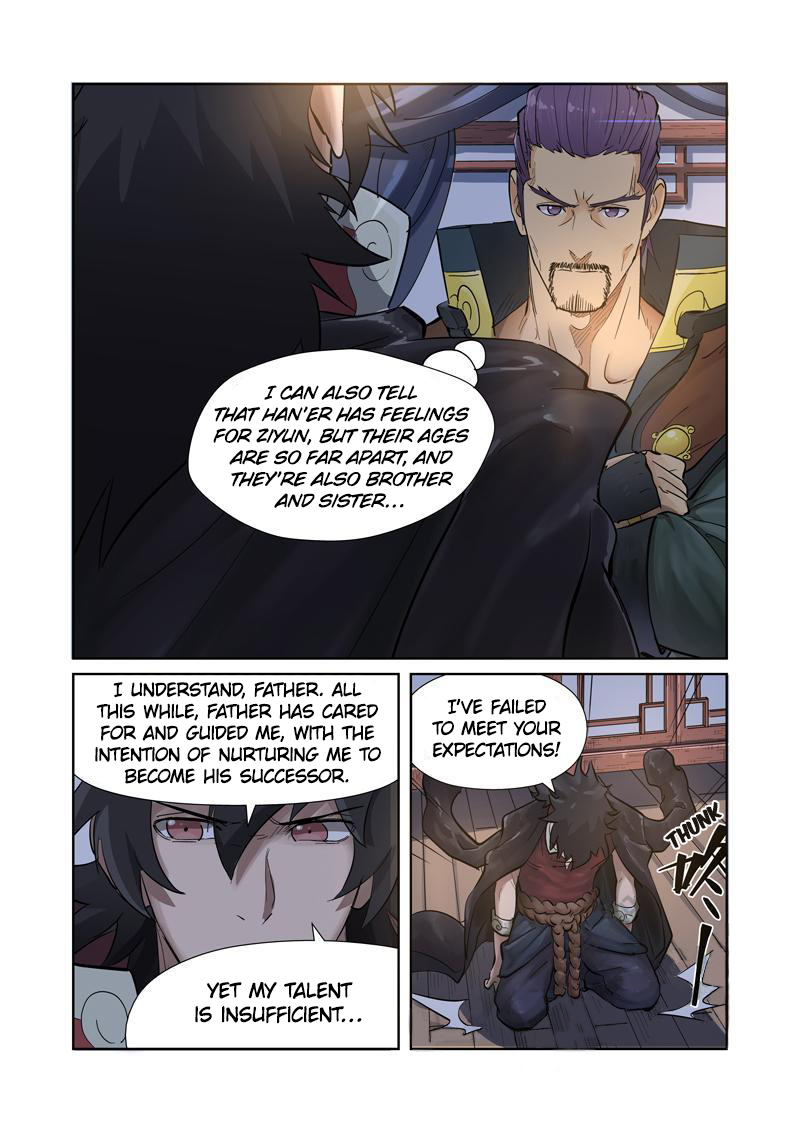 I CAN ALSO TELL
THAT HAN'ER HAS FEELINGS
FOR ZIYUN, BUT THEIR AGES
ARE SO FAR APART, AND
THEY'RE ALSO BROTHER
AND SISTER...
I UNDERSTAND, FATHER. ALL
THIS WHILE, FATHER HAS CARED
FOR AND GUIDED ME, WITH THE
INTENTION OF NURTURING ME TO
BECOME HIS SUCCESSOR.
YET MY TALENT
IS INSUFFICIENT...
I'VE FAILED
TO MEET YOUR
EXPECTATIONS!
THUNK